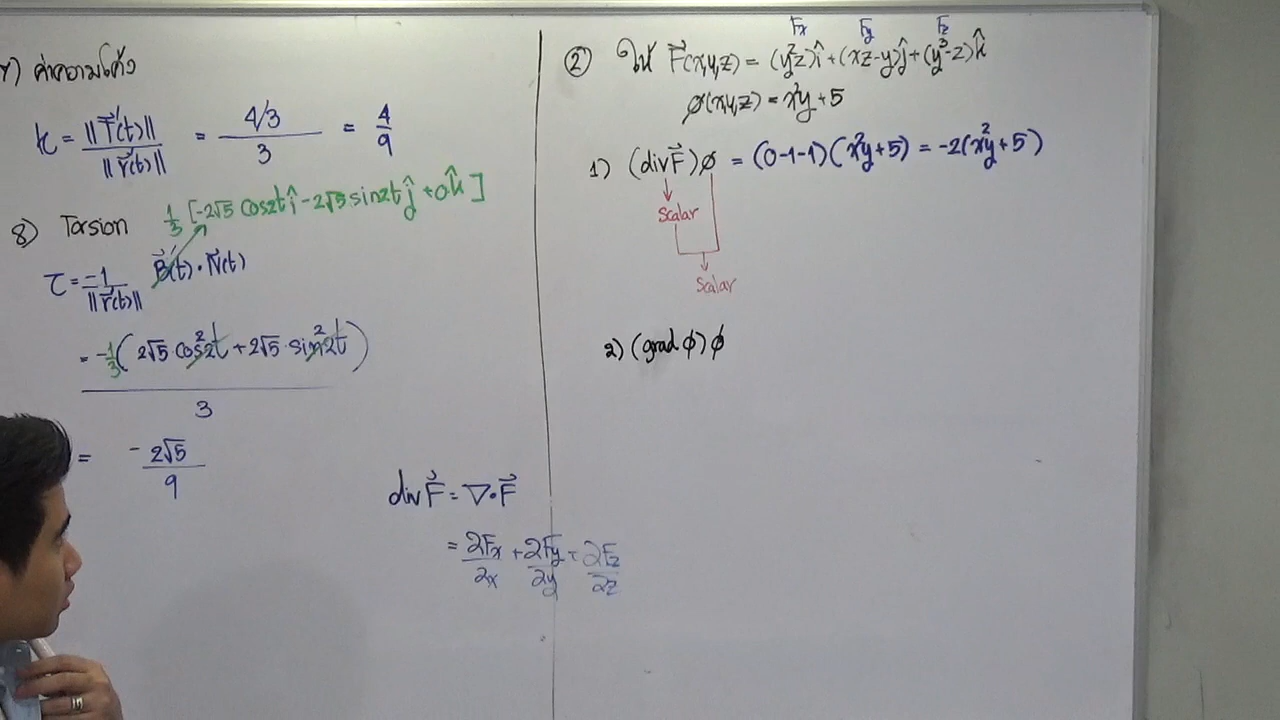 7) ค่าความโค้ง
κ = ||T⃗'(t)|| / ||r⃗'(t)|| = 4/3 / 3 = 4/9
8) Torsion 1/3 [-2√5 cos2t î - 2√5 sin2t ĵ + 0k̂]
τ = -1/||r⃗'(t)|| B⃗'(t)·N⃗(t)
= -1/3 (2√5 cos²2t + 2√5 sin²2t) / 3
= -2√5 / 9
div F⃗ = ∇·F⃗
= ∂Fx/∂x + ∂Fy/∂y + ∂Fz/∂z
Fx Fy Fz
② ให้ F⃗(x,y,z) = (y²z)î + (xz-y)ĵ + (y³-z)k̂
ϕ(x,y,z) = x²y + 5
1) (div F⃗)ϕ = (0-1-1)(x²y+5) = -2(x²y+5)
Scalar
Scalar
2) (grad ϕ) ϕ